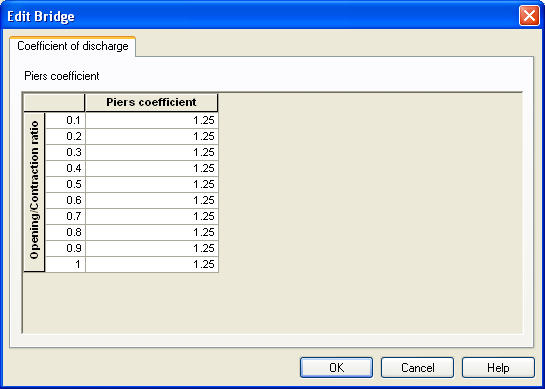 Edit Bridge
Coefficient of discharge
Piers coefficient
Piers coefficient
Opening/Contraction ratio
0.1 1.25
0.2 1.25
0.3 1.25
0.4 1.25
0.5 1.25
0.6 1.25
0.7 1.25
0.8 1.25
0.9 1.25
1 1.25
OK Cancel Help